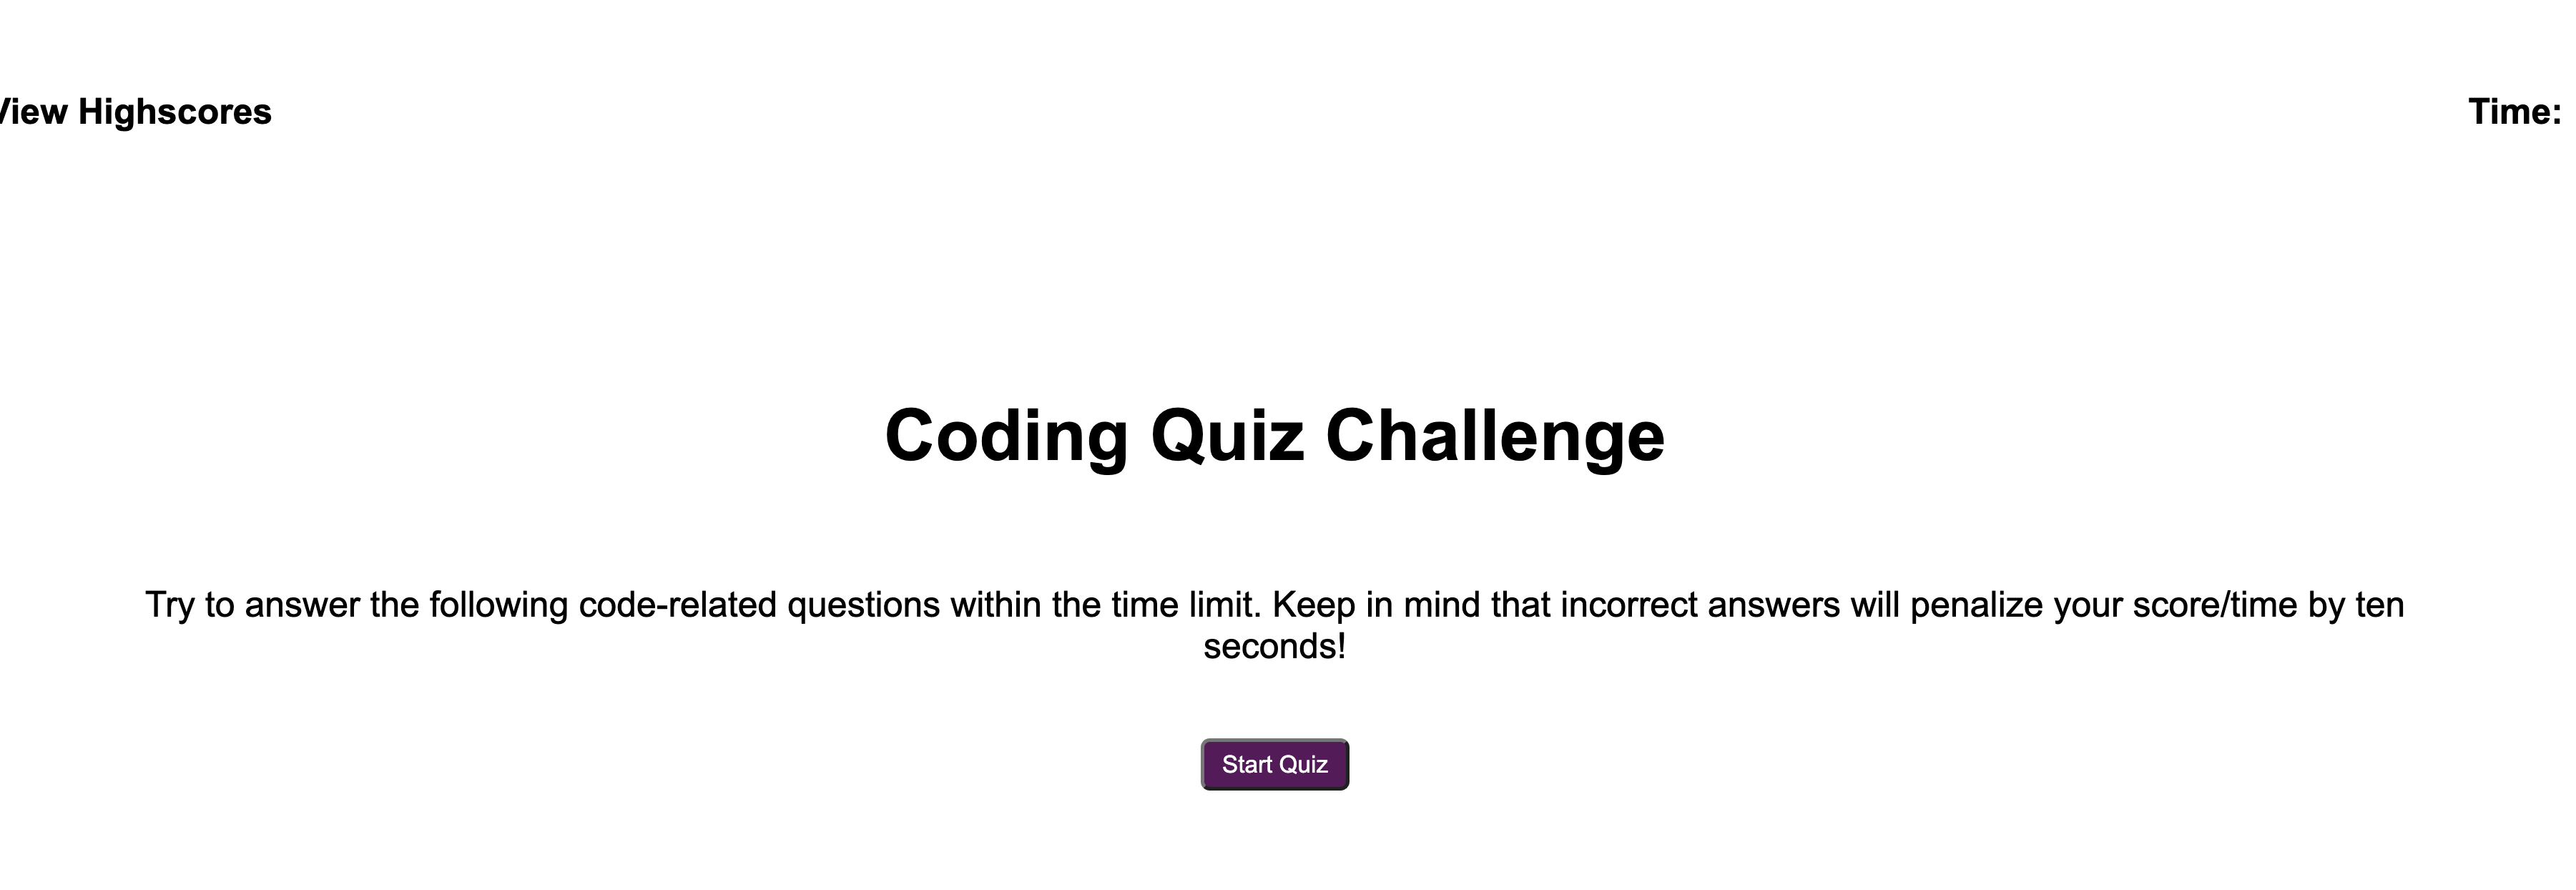 View Highscores
Time:
Coding Quiz Challenge
Try to answer the following code-related questions within the time limit. Keep in mind that incorrect answers will penalize your score/time by ten
seconds!
Start Quiz